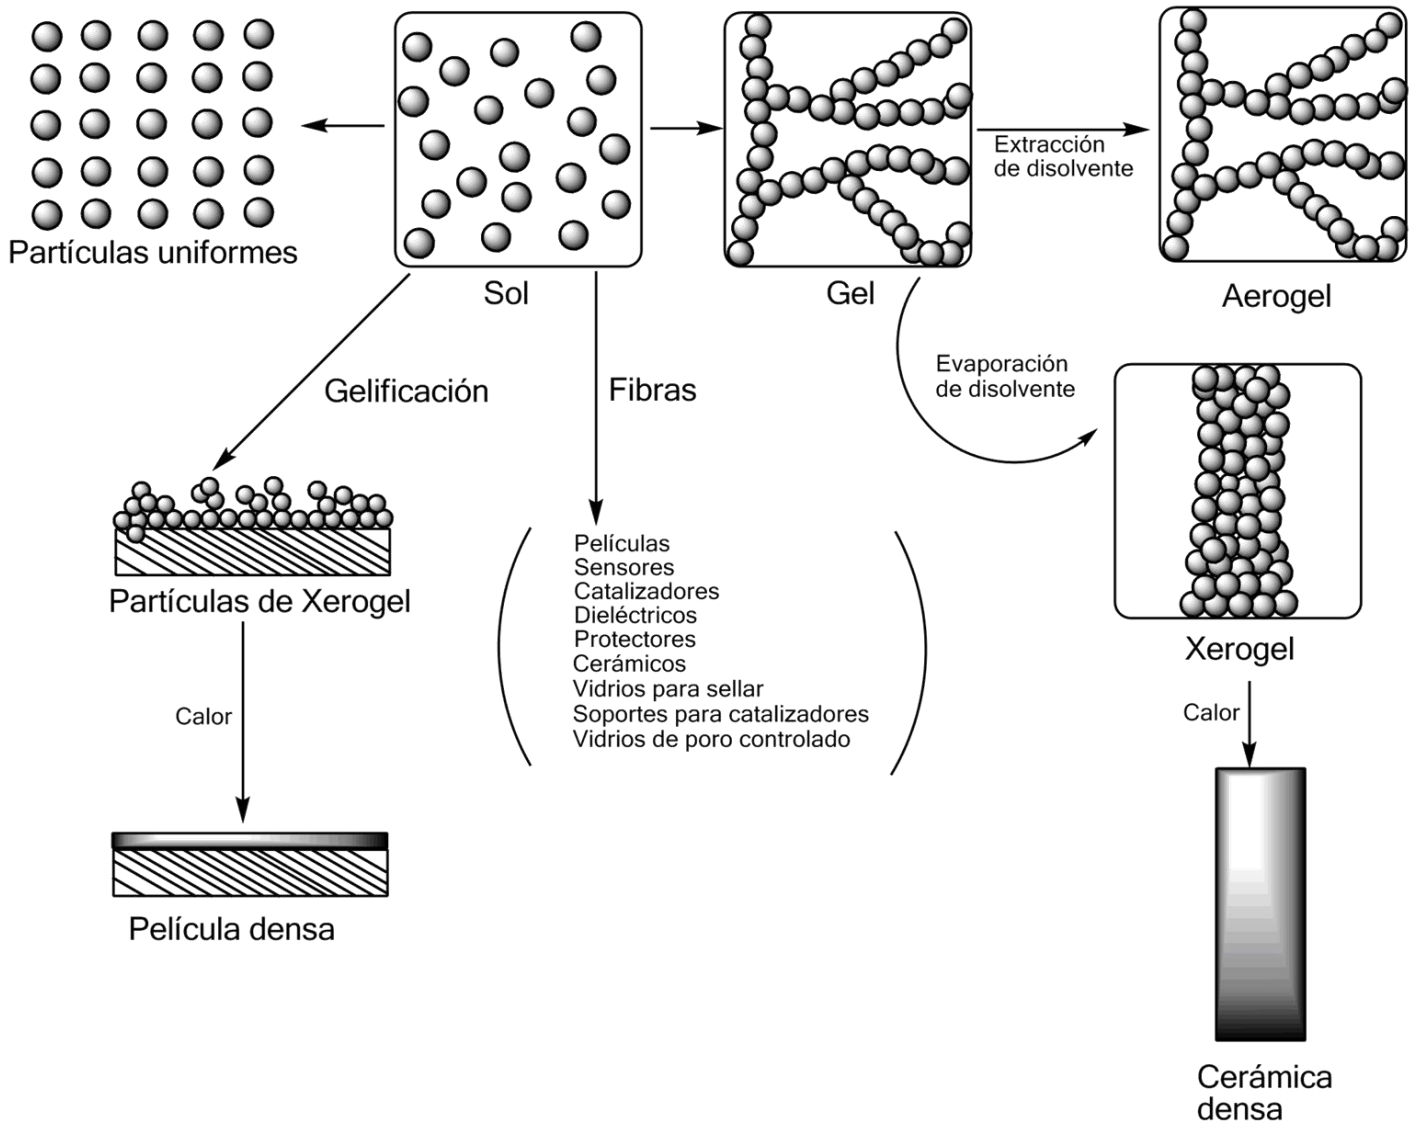 Partículas uniformes
Sol
Gel
Extracción
de disolvente
Aerogel
Gelificación
Fibras
Evaporación
de disolvente
Partículas de Xerogel
Películas
Sensores
Catalizadores
Dieléctricos
Protectores
Cerámicos
Vidrios para sellar
Soportes para catalizadores
Vidrios de poro controlado
Xerogel
Calor
Calor
Película densa
Cerámica
densa